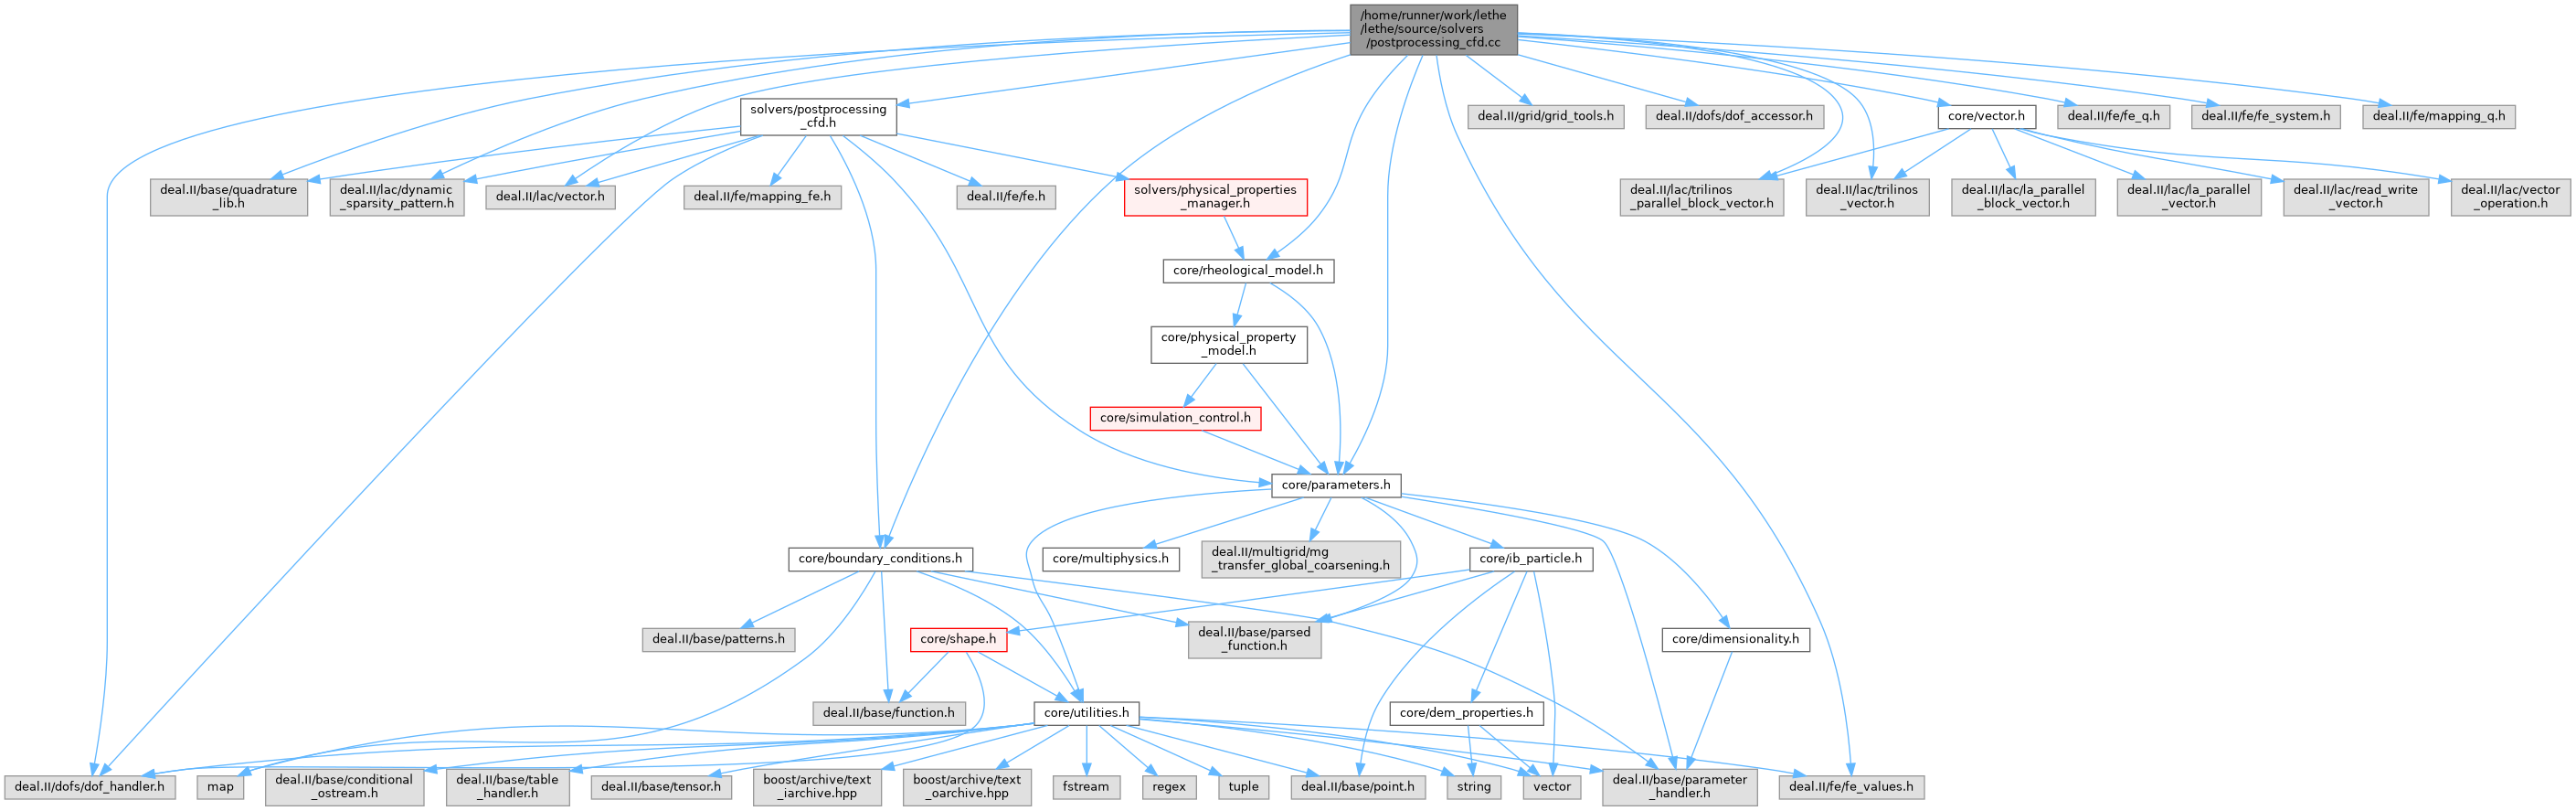 /home/runner/work/lethe
/lethe/source/solvers
/postprocessing_cfd.cc
solvers/postprocessing
_cfd.h
deal.II/grid/grid_tools.h
deal.II/dofs/dof_accessor.h
core/vector.h
deal.II/fe/fe_q.h
deal.II/fe/fe_system.h
deal.II/fe/mapping_q.h
deal.II/base/quadrature
_lib.h
deal.II/lac/dynamic
_sparsity_pattern.h
deal.II/lac/vector.h
deal.II/fe/mapping_fe.h
deal.II/fe/fe.h
solvers/physical_properties
_manager.h
deal.II/lac/trilinos
_parallel_block_vector.h
deal.II/lac/trilinos
_vector.h
deal.II/lac/la_parallel
_block_vector.h
deal.II/lac/la_parallel
_vector.h
deal.II/lac/read_write
_vector.h
deal.II/lac/vector
_operation.h
core/rheological_model.h
core/physical_property
_model.h
core/simulation_control.h
core/parameters.h
core/boundary_conditions.h
core/multiphysics.h
deal.II/multigrid/mg
_transfer_global_coarsening.h
core/ib_particle.h
deal.II/base/patterns.h
core/shape.h
deal.II/base/parsed
_function.h
core/dimensionality.h
deal.II/base/function.h
core/utilities.h
core/dem_properties.h
deal.II/dofs/dof_handler.h
map
deal.II/base/conditional
_ostream.h
deal.II/base/table
_handler.h
deal.II/base/tensor.h
boost/archive/text
_iarchive.hpp
boost/archive/text
_oarchive.hpp
fstream
regex
tuple
deal.II/base/point.h
string
vector
deal.II/base/parameter
_handler.h
deal.II/fe/fe_values.h